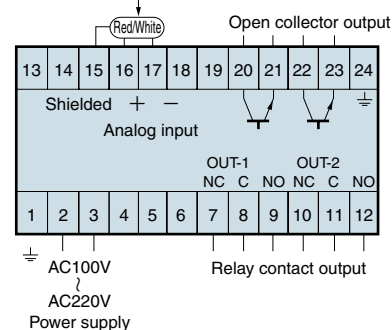 Red/White
Open collector output
13 14 15 16 17 18 19 20 21 22 23 24
Shielded + −
Analog input
OUT-1 OUT-2
NC C NO NC C NO
1 2 3 4 5 6 7 8 9 10 11 12
AC100V
~
AC220V
Power supply
Relay contact output